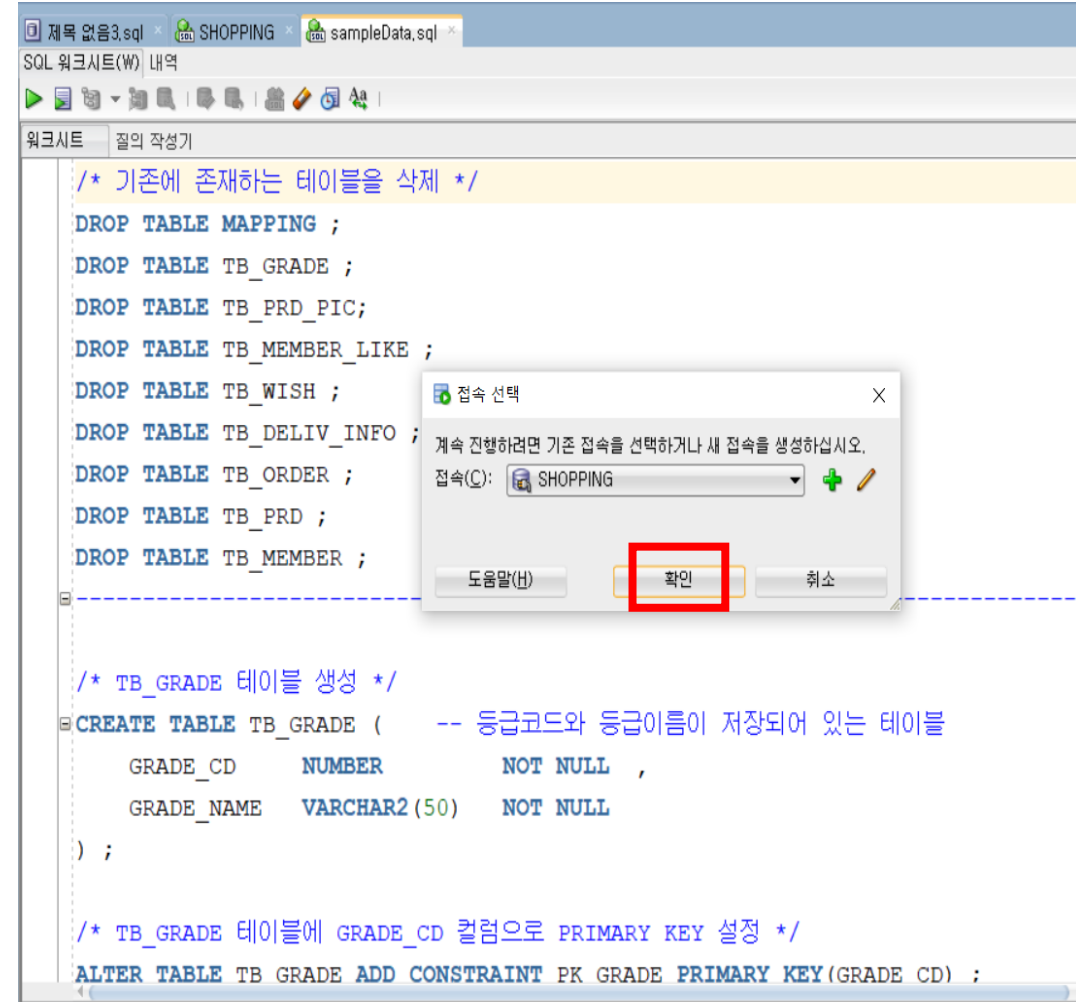 제목 없음3.sql SHOPPING sampleData.sql
SQL 워크시트(W) 내역
워크시트 질의 작성기
/* 기존에 존재하는 테이블을 삭제 */
DROP TABLE MAPPING ;
DROP TABLE TB_GRADE ;
DROP TABLE TB_PRD_PIC;
DROP TABLE TB_MEMBER_LIKE ;
DROP TABLE TB_WISH ;
DROP TABLE TB_DELIV_INFO ;
DROP TABLE TB_ORDER ;
DROP TABLE TB_PRD ;
DROP TABLE TB_MEMBER ;
접속 선택
계속 진행하려면 기존 접속을 선택하거나 새 접속을 생성하십시오.
접속(C): SHOPPING
도움말(H) 확인 취소
/* TB_GRADE 테이블 생성 */
CREATE TABLE TB_GRADE ( -- 등급코드와 등급이름이 저장되어 있는 테이블
GRADE_CD NUMBER NOT NULL ,
GRADE_NAME VARCHAR2(50) NOT NULL
) ;
/* TB_GRADE 테이블에 GRADE_CD 컬럼으로 PRIMARY KEY 설정 */
ALTER TABLE TB_GRADE ADD CONSTRAINT PK_GRADE PRIMARY KEY(GRADE_CD) ;